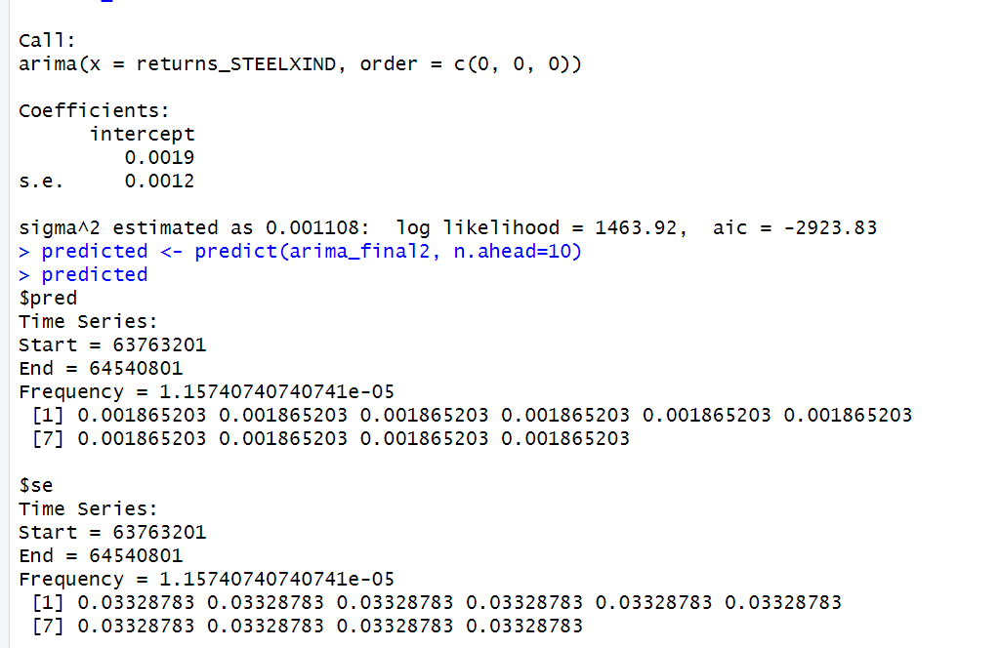 Call:
arima(x = returns_STEELXIND, order = c(0, 0, 0))
Coefficients:
intercept
0.0019
s.e. 0.0012
sigma^2 estimated as 0.001108: log likelihood = 1463.92, aic = -2923.83
> predicted <- predict(arima_final2, n.ahead=10)
> predicted
$pred
Time Series:
Start = 63763201
End = 64540801
Frequency = 1.15740740740741e-05
[1] 0.001865203 0.001865203 0.001865203 0.001865203 0.001865203 0.001865203
[7] 0.001865203 0.001865203 0.001865203 0.001865203
$se
Time Series:
Start = 63763201
End = 64540801
Frequency = 1.15740740740741e-05
[1] 0.03328783 0.03328783 0.03328783 0.03328783 0.03328783 0.03328783
[7] 0.03328783 0.03328783 0.03328783 0.03328783